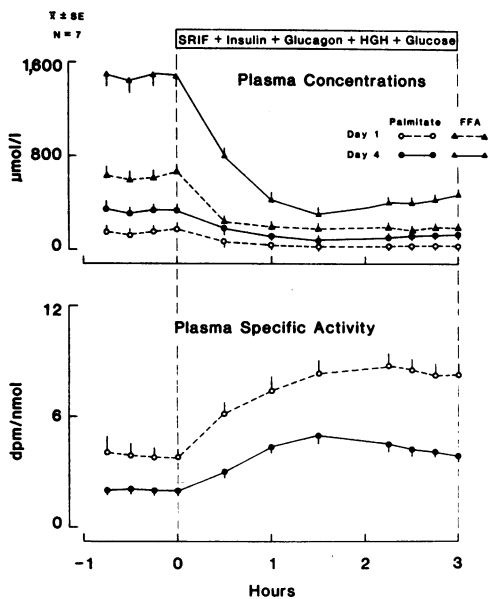 x̄ ± SE
N = 7
SRIF + Insulin + Glucagon + HGH + Glucose
1,600
Plasma Concentrations
Palmitate FFA
Day 1
Day 4
µmol/l
800
0
12
Plasma Specific Activity
8
dpm/nmol
6
0
-1 0 1 2 3
Hours